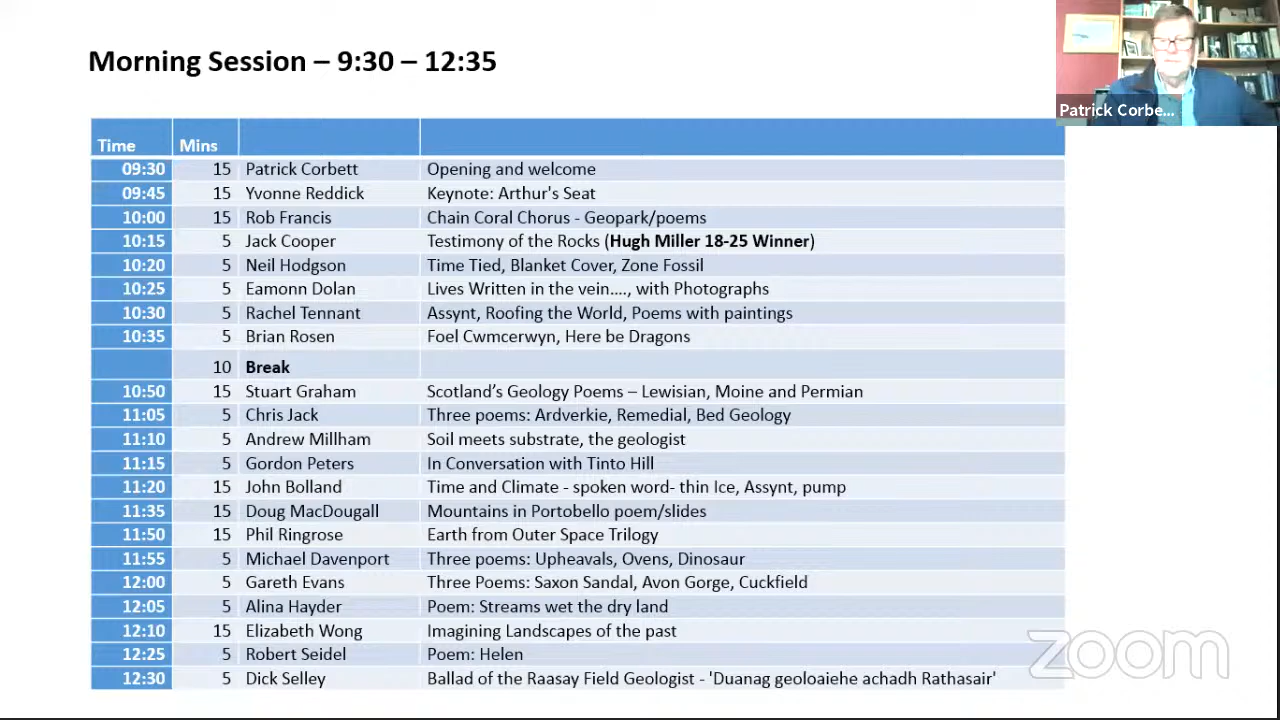 Morning Session – 9:30 – 12:35
Patrick Corbe...
Time Mins
09:30 15 Patrick Corbett Opening and welcome
09:45 15 Yvonne Reddick Keynote: Arthur's Seat
10:00 15 Rob Francis Chain Coral Chorus - Geopark/poems
10:15 5 Jack Cooper Testimony of the Rocks (Hugh Miller 18-25 Winner)
10:20 5 Neil Hodgson Time Tied, Blanket Cover, Zone Fossil
10:25 5 Eamonn Dolan Lives Written in the vein...., with Photographs
10:30 5 Rachel Tennant Assynt, Roofing the World, Poems with paintings
10:35 5 Brian Rosen Foel Cwmcerwyn, Here be Dragons
10 Break
10:50 15 Stuart Graham Scotland’s Geology Poems – Lewisian, Moine and Permian
11:05 5 Chris Jack Three poems: Ardverkie, Remedial, Bed Geology
11:10 5 Andrew Millham Soil meets substrate, the geologist
11:15 5 Gordon Peters In Conversation with Tinto Hill
11:20 15 John Bolland Time and Climate - spoken word- thin Ice, Assynt, pump
11:35 15 Doug MacDougall Mountains in Portobello poem/slides
11:50 15 Phil Ringrose Earth from Outer Space Trilogy
11:55 5 Michael Davenport Three poems: Upheavals, Ovens, Dinosaur
12:00 5 Gareth Evans Three Poems: Saxon Sandal, Avon Gorge, Cuckfield
12:05 5 Alina Hayder Poem: Streams wet the dry land
12:10 15 Elizabeth Wong Imagining Landscapes of the past
12:25 5 Robert Seidel Poem: Helen
12:30 5 Dick Selley Ballad of the Raasay Field Geologist - 'Duanag geoloaiehe achadh Rathasair'
zoom